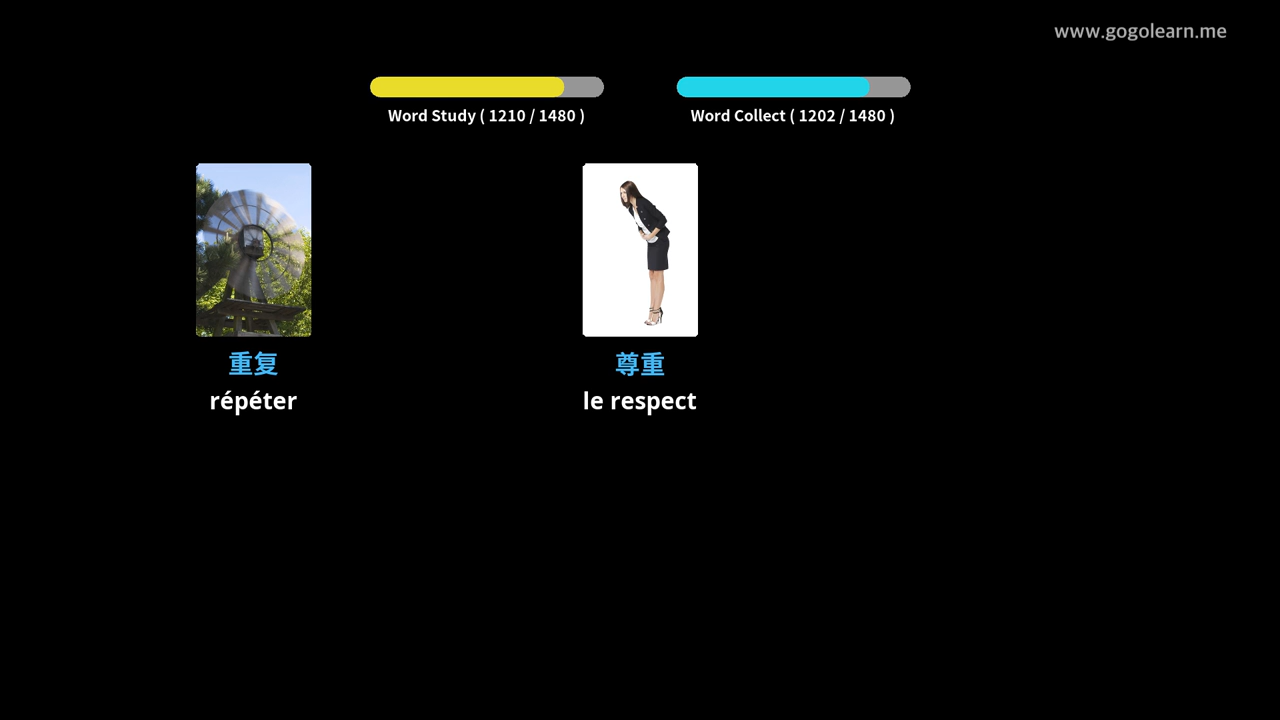 www.gogolearn.me
Word Study ( 1210 / 1480 )
Word Collect ( 1202 / 1480 )
重复
répéter
尊重
le respect